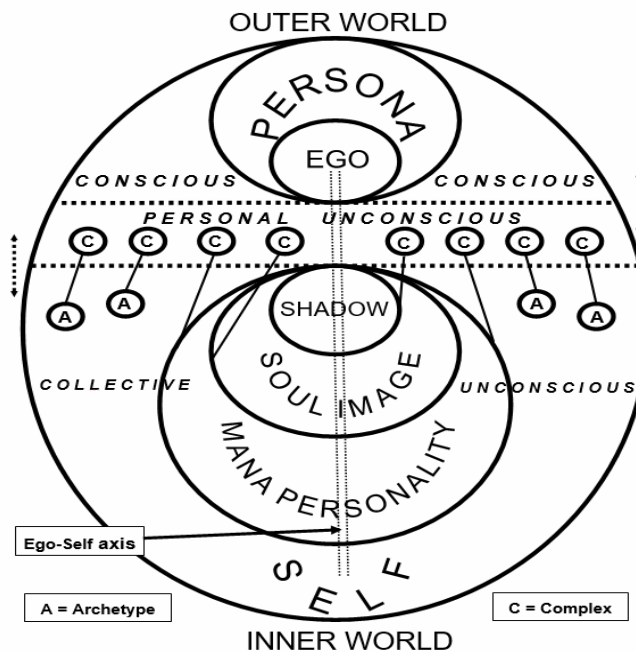 OUTER WORLD
PERSONA
EGO
CONSCIOUS CONSCIOUS
PERSONAL UNCONSCIOUS
C C C C C C C C
A A A A
SHADOW
COLLECTIVE UNCONSCIOUS
SOUL IMAGE
MANA PERSONALITY
Ego-Self axis
SELF
A = Archetype
C = Complex
INNER WORLD